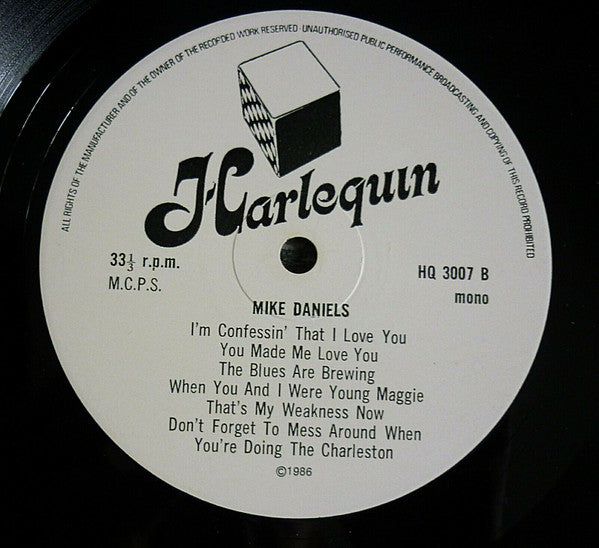 ALL RIGHTS OF THE MANUFACTURER AND OF THE OWNER OF THE RECORDED WORK RESERVED · UNAUTHORISED PUBLIC PERFORMANCE BROADCASTING AND COPYING OF THIS RECORD PROHIBITED
Harlequin
33⅓ r.p.m.
M.C.P.S.
HQ 3007 B
mono
MIKE DANIELS
I'm Confessin' That I Love You
You Made Me Love You
The Blues Are Brewing
When You And I Were Young Maggie
That's My Weakness Now
Don't Forget To Mess Around When
You're Doing The Charleston
©1986